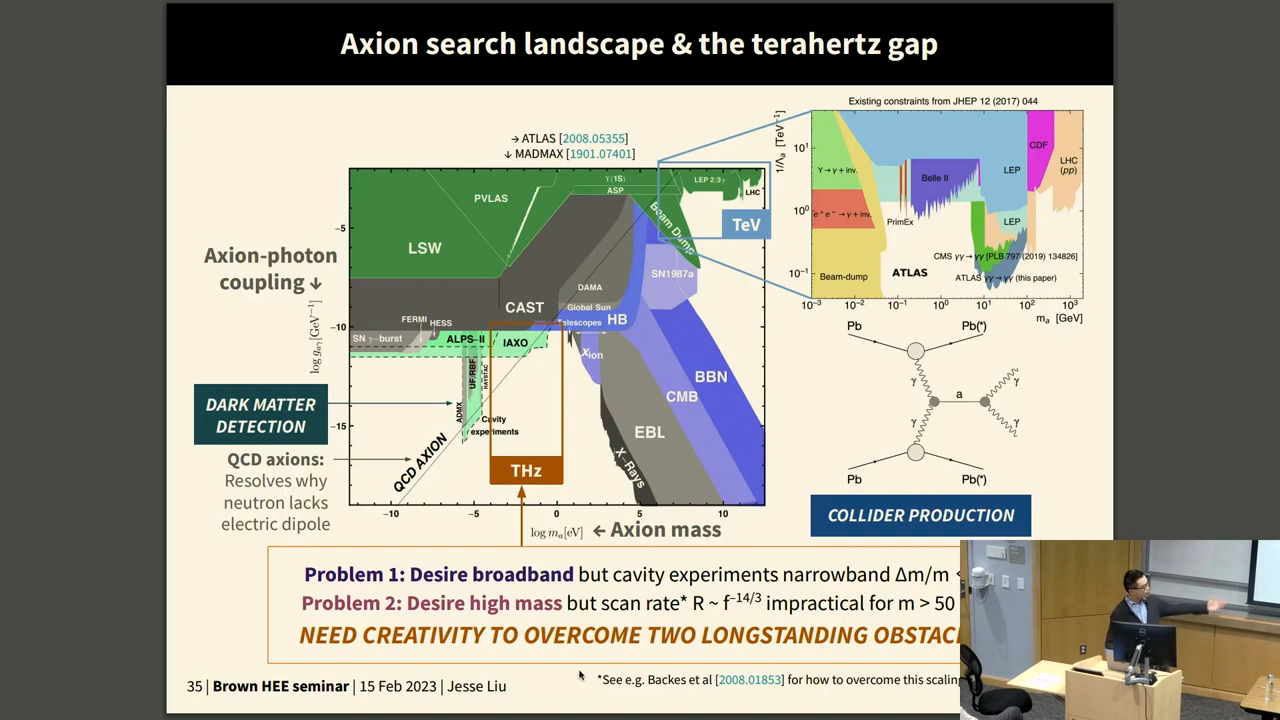 Axion search landscape & the terahertz gap
Existing constraints from JHEP 12 (2017) 044
→ ATLAS [2008.05355]
↓ MADMAX [1901.07401]
Axion-photon
coupling ↓
log g_aγ [GeV⁻¹]
-5
-10
-15
LSW
PVLAS
Υ(1S)
ASP
LEP 2/3γ
LHC
Beam Dump
TeV
SN1987a
DAMA
CAST
Global Sun
Telescopes
HB
FERMI
HESS
SN γ-burst
ALPS-II
IAXO
Xion
UF/RBF
HAYSTAC
ADMX
Cavity
experiments
BBN
CMB
EBL
X-Rays
QCD AXION
THz
-10
-5
0
5
10
log mₐ[eV]
← Axion mass
DARK MATTER
DETECTION
QCD axions:
Resolves why
neutron lacks
electric dipole
1/Λₐ [TeV⁻¹]
10¹
10⁰
10⁻¹
Υ→γ+inv.
e⁺e⁻→γ+inv.
Beam-dump
PrimEx
Belle II
LEP
CDF
LHC
(pp)
LEP
CMS γγ→γγ [PLB 797 (2019) 134826]
ATLAS
ATLAS γγ→γγ (this paper)
10⁻³
10⁻²
10⁻¹
10⁰
10¹
10²
10³
mₐ [GeV]
Pb
Pb(*)
γ
γ
a
γ
γ
Pb
Pb(*)
COLLIDER PRODUCTION
Problem 1: Desire broadband but cavity experiments narrowband Δm/m
Problem 2: Desire high mass but scan rate* R ~ f⁻¹⁴/³ impractical for m > 50
NEED CREATIVITY TO OVERCOME TWO LONGSTANDING
35 | Brown HEE seminar | 15 Feb 2023 | Jesse Liu
*See e.g. Backes et al [2008.01853] for how to overcome this